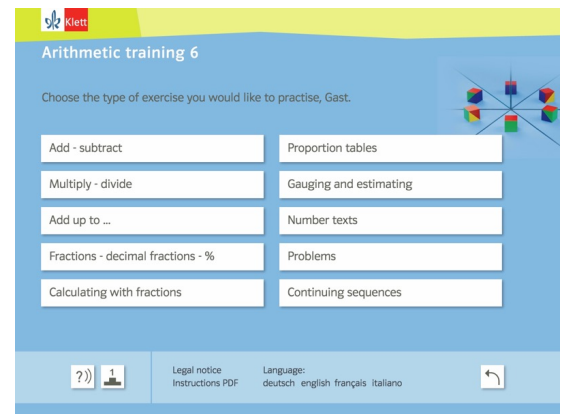 Klett
Arithmetic training 6
Choose the type of exercise you would like to practise, Gast.
Add - subtract
Proportion tables
Multiply - divide
Gauging and estimating
Add up to ...
Number texts
Fractions - decimal fractions - %
Problems
Calculating with fractions
Continuing sequences
?))
1
Legal notice
Instructions PDF
Language:
deutsch english français italiano